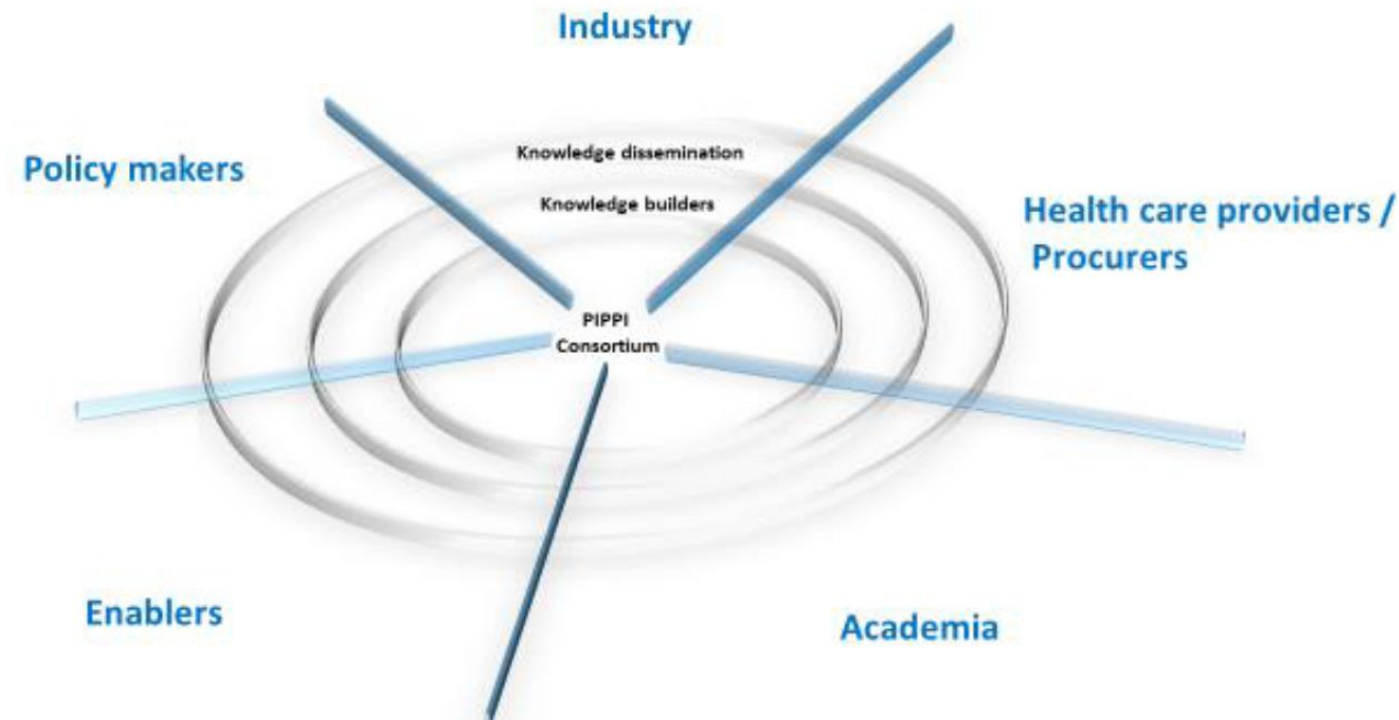 Industry
Policy makers
Knowledge dissemination
Knowledge builders
Health care providers /
Procurers
PIPPI
Consortium
Enablers
Academia